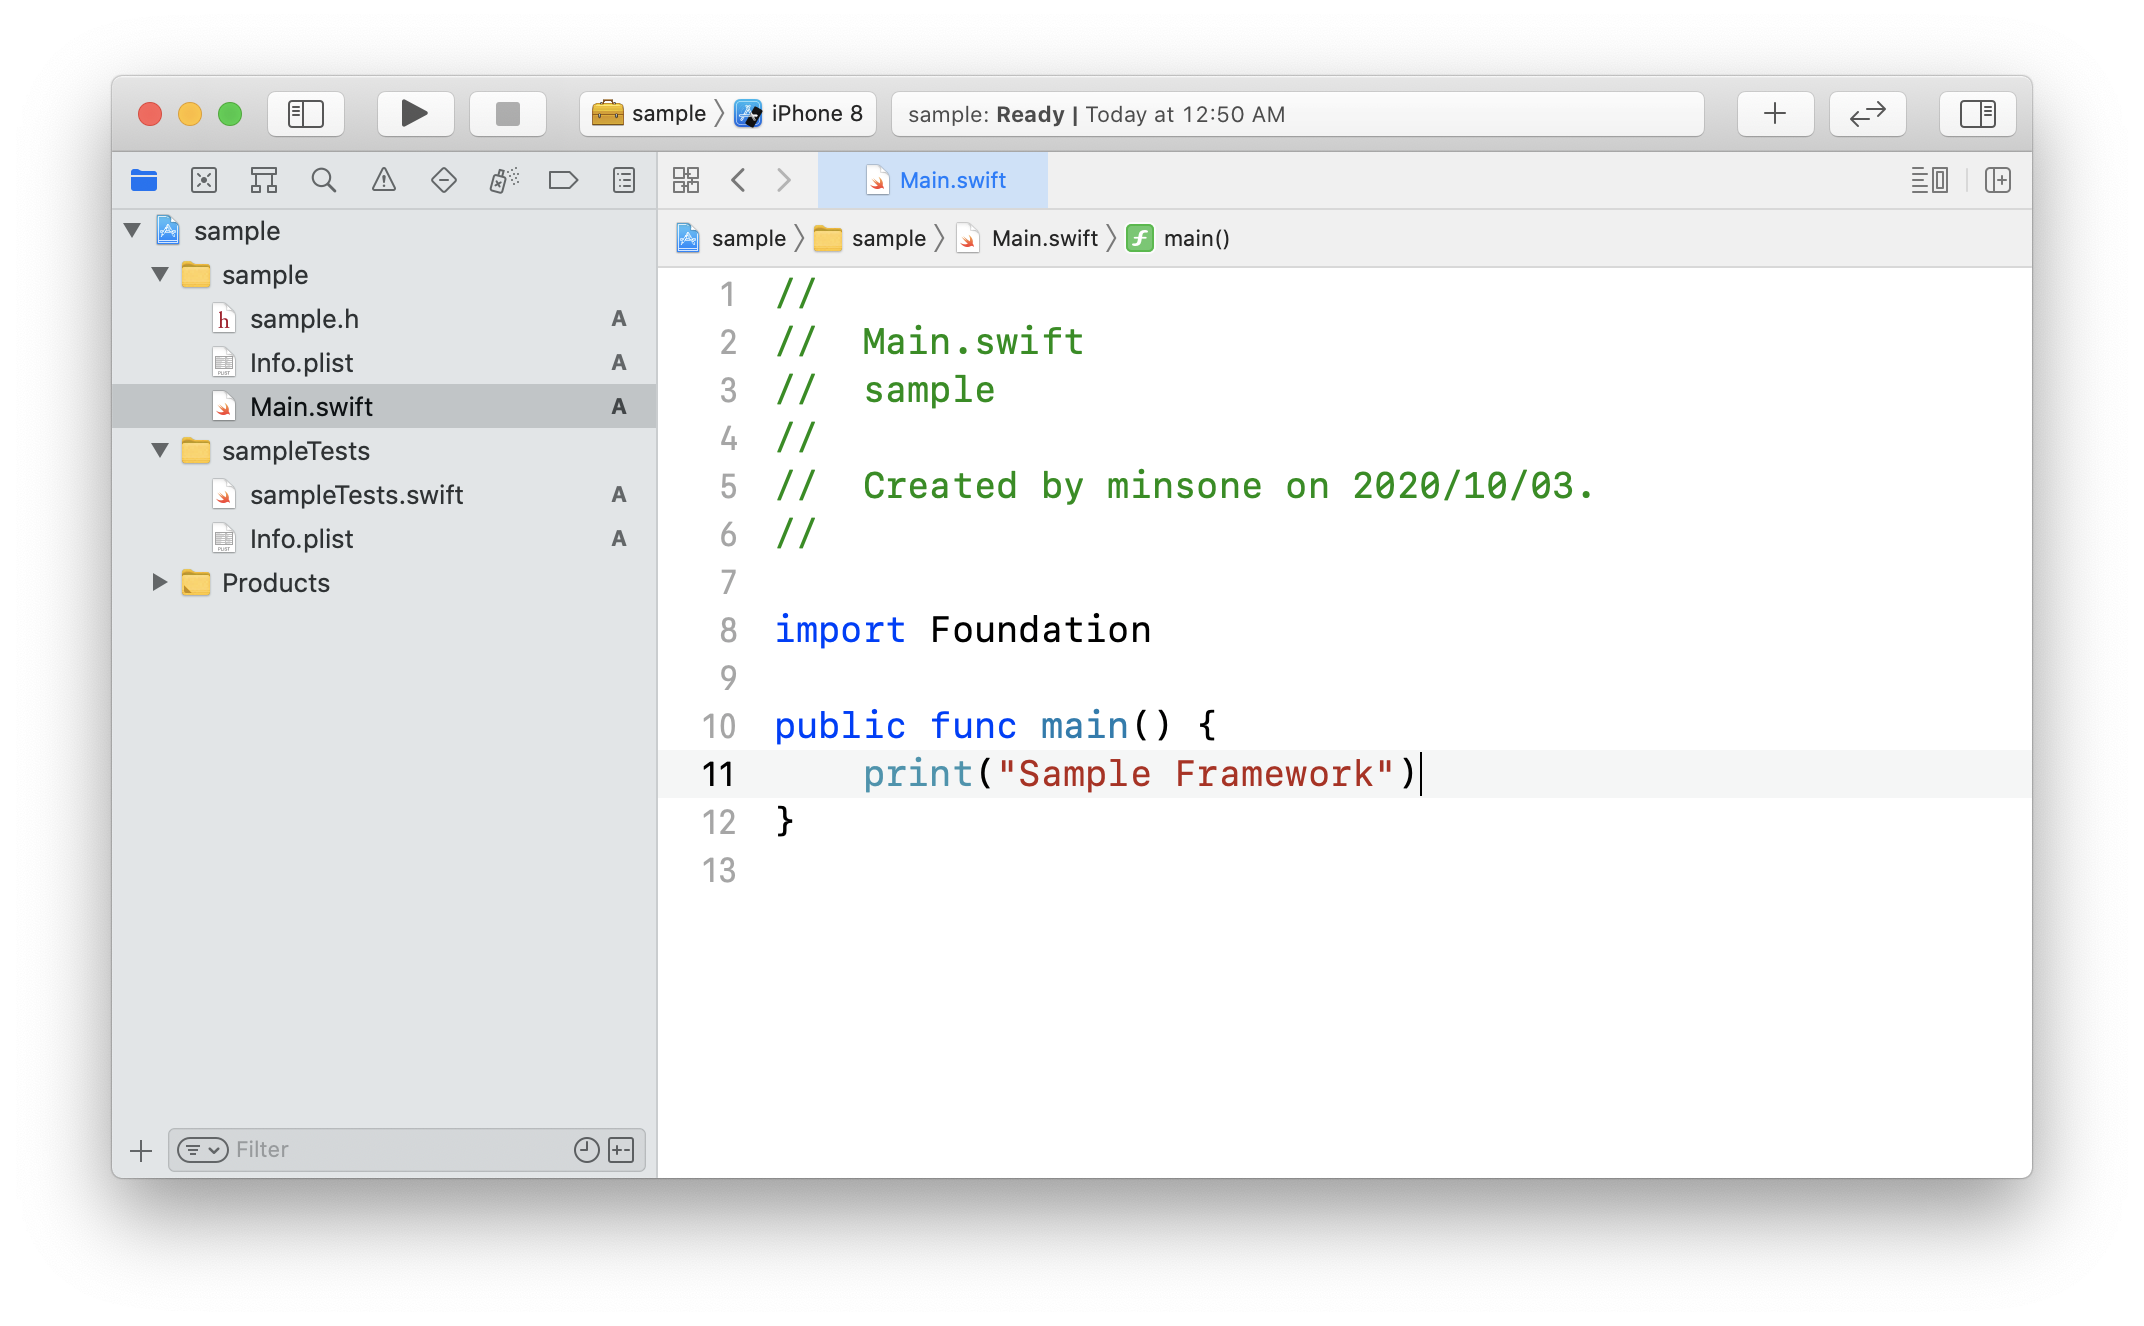 sample 〉 iPhone 8
sample: Ready | Today at 12:50 AM
Main.swift
sample 〉 sample 〉 Main.swift 〉 f main()
sample
sample
h sample.h A
Info.plist A
Main.swift A
sampleTests
sampleTests.swift A
Info.plist A
Products
Filter
1 //
2 //  Main.swift
3 //  sample
4 //
5 //  Created by minsone on 2020/10/03.
6 //
7
8 import Foundation
9
10 public func main() {
11     print("Sample Framework")
12 }
13